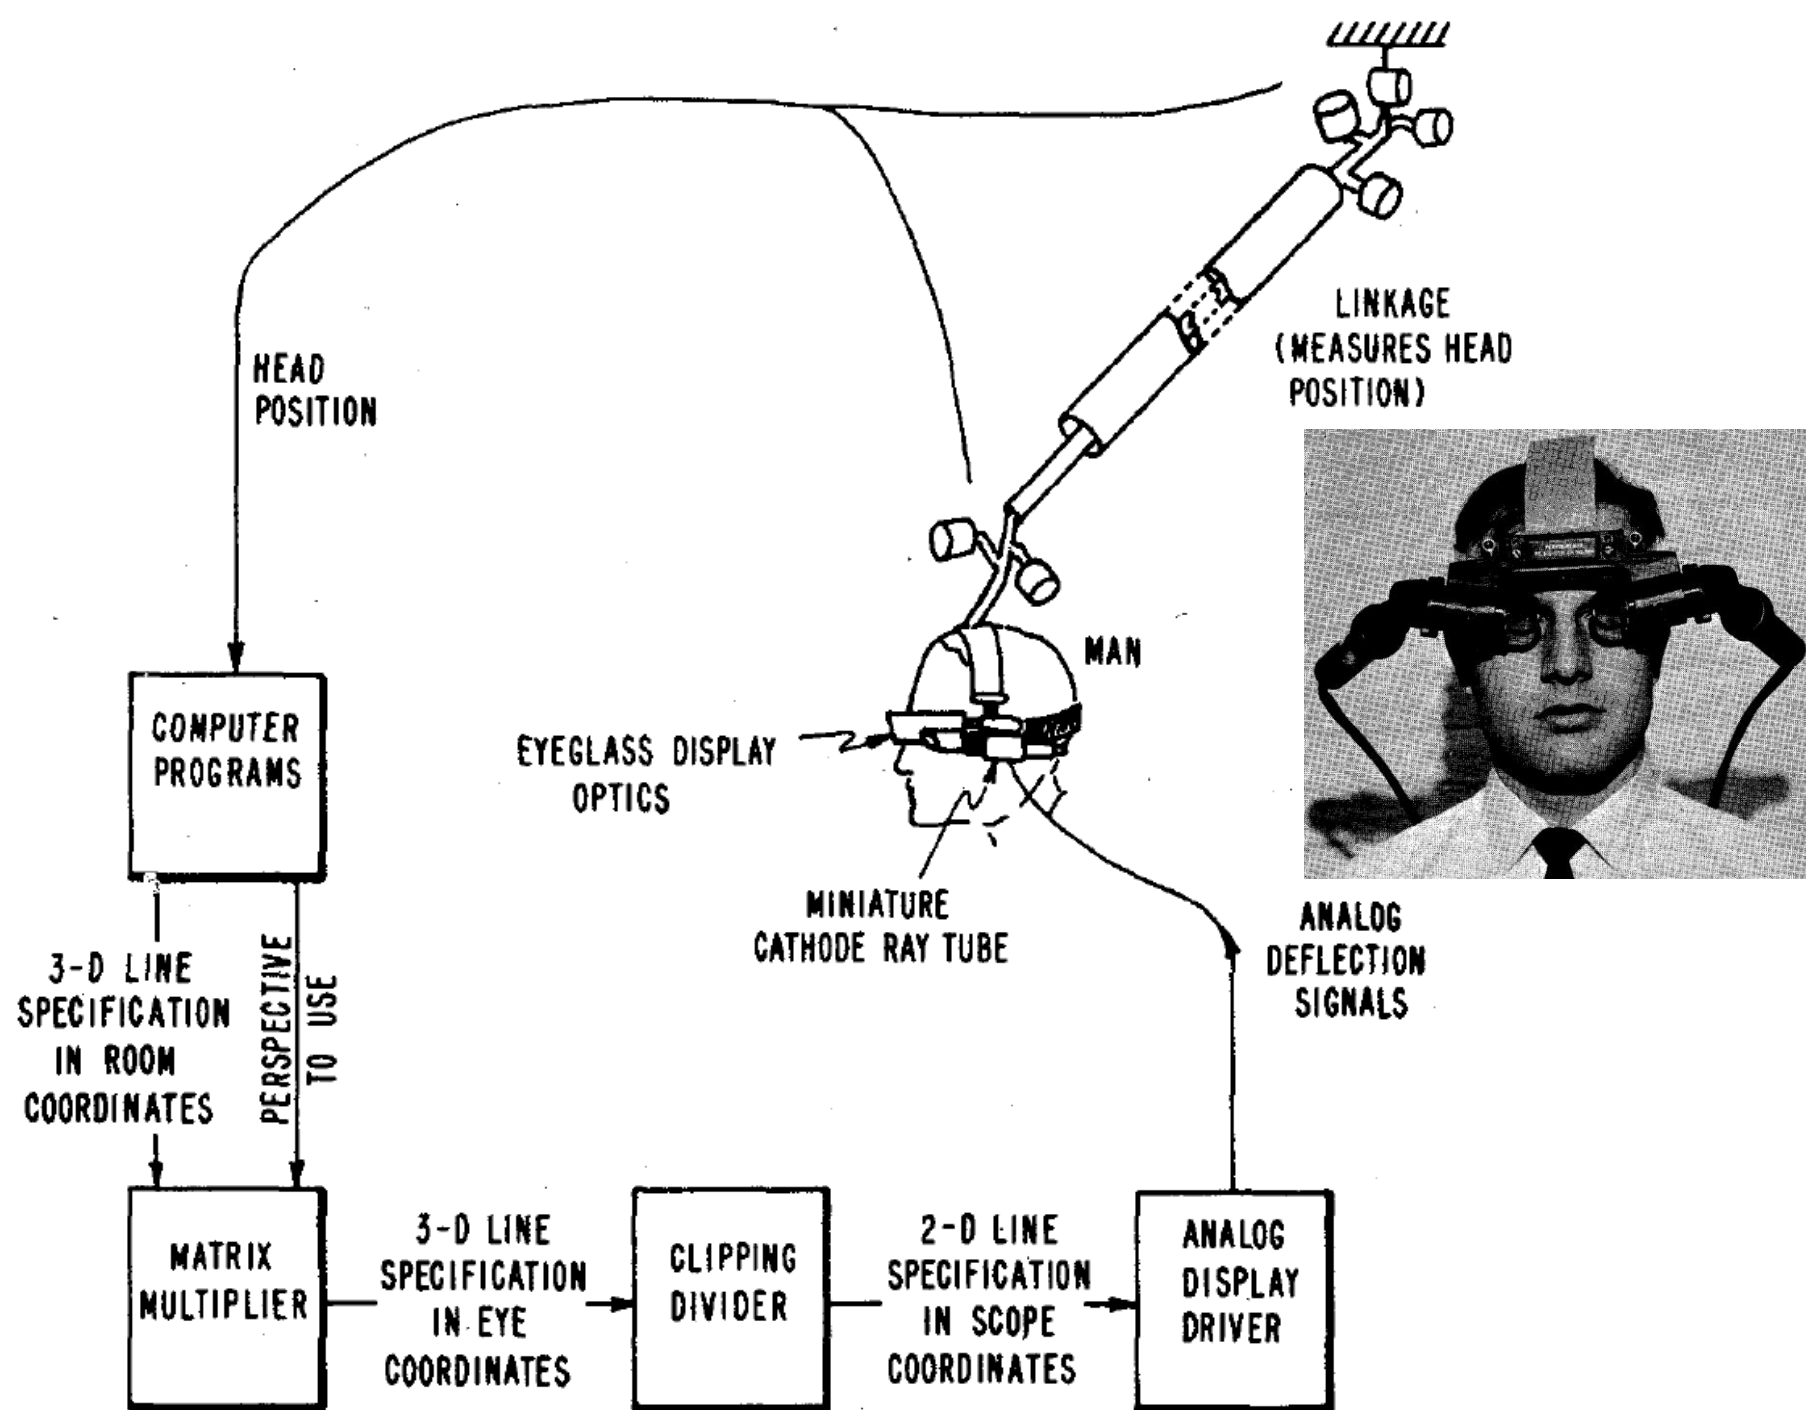 LINKAGE
(MEASURES HEAD
POSITION)
HEAD
POSITION
MAN
COMPUTER
PROGRAMS
EYEGLASS DISPLAY
OPTICS
MINIATURE
CATHODE RAY TUBE
ANALOG
DEFLECTION
SIGNALS
3-D LINE
SPECIFICATION
IN ROOM
COORDINATES
PERSPECTIVE
TO USE
MATRIX
MULTIPLIER
3-D LINE
SPECIFICATION
IN EYE
COORDINATES
CLIPPING
DIVIDER
2-D LINE
SPECIFICATION
IN SCOPE
COORDINATES
ANALOG
DISPLAY
DRIVER